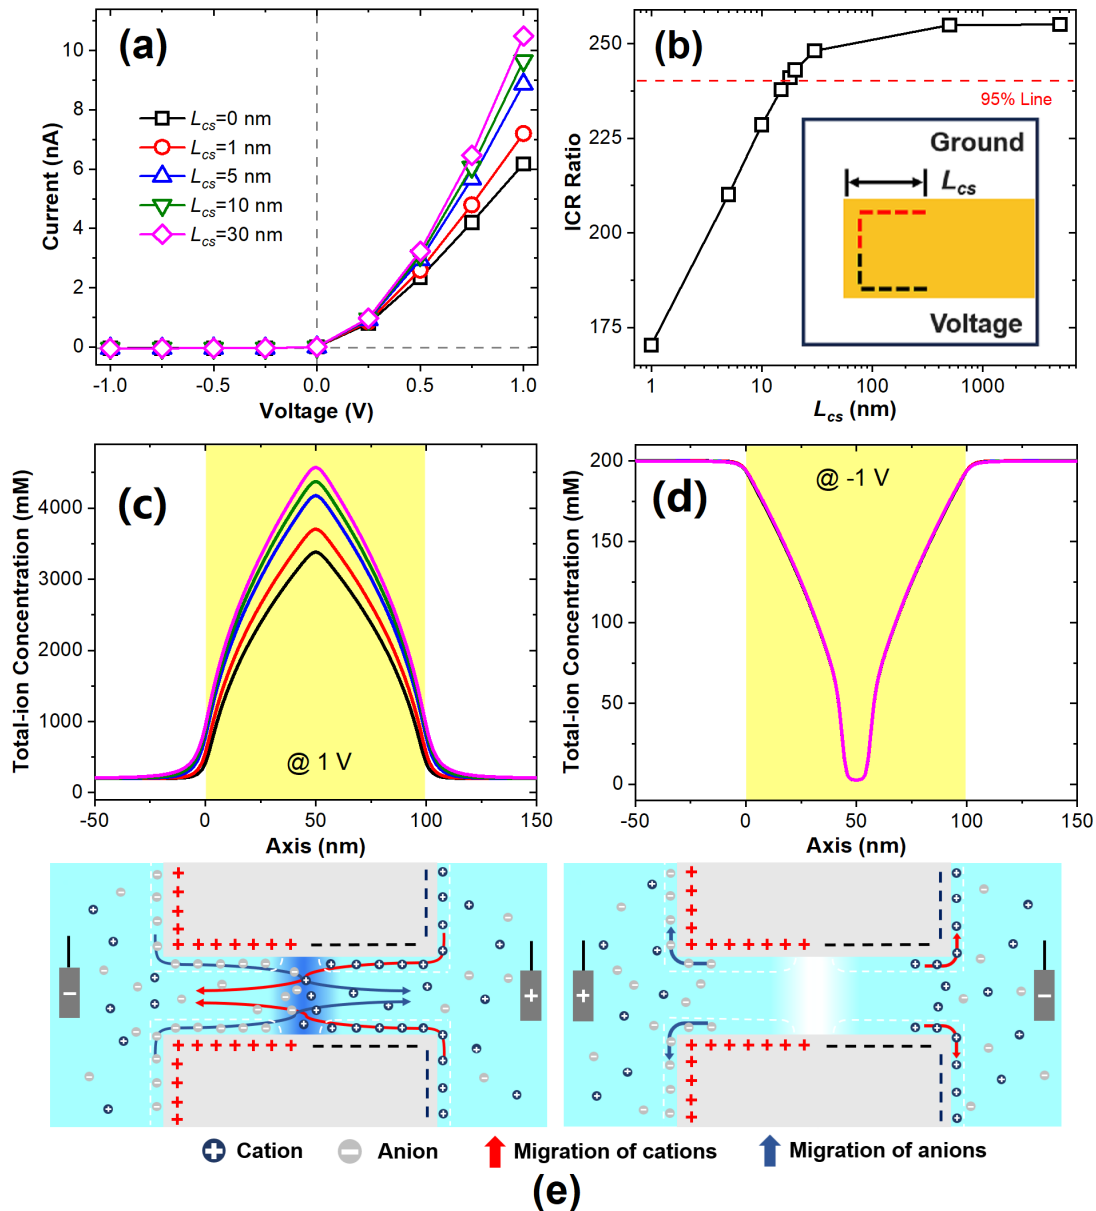 (a)
10
8
6
4
2
0
Current (nA)
Lcs=0 nm
Lcs=1 nm
Lcs=5 nm
Lcs=10 nm
Lcs=30 nm
-1.0
-0.5
0.0
0.5
1.0
Voltage (V)
(b)
250
225
200
175
ICR Ratio
95% Line
Ground
Lcs
Voltage
1
10
100
1000
Lcs (nm)
(c)
4000
3000
2000
1000
0
Total-ion Concentration (mM)
@ 1 V
-50
0
50
100
150
Axis (nm)
(d)
200
150
100
50
0
Total-ion Concentration (mM)
@ -1 V
-50
0
50
100
150
Axis (nm)
Cation
Anion
Migration of cations
Migration of anions
(e)